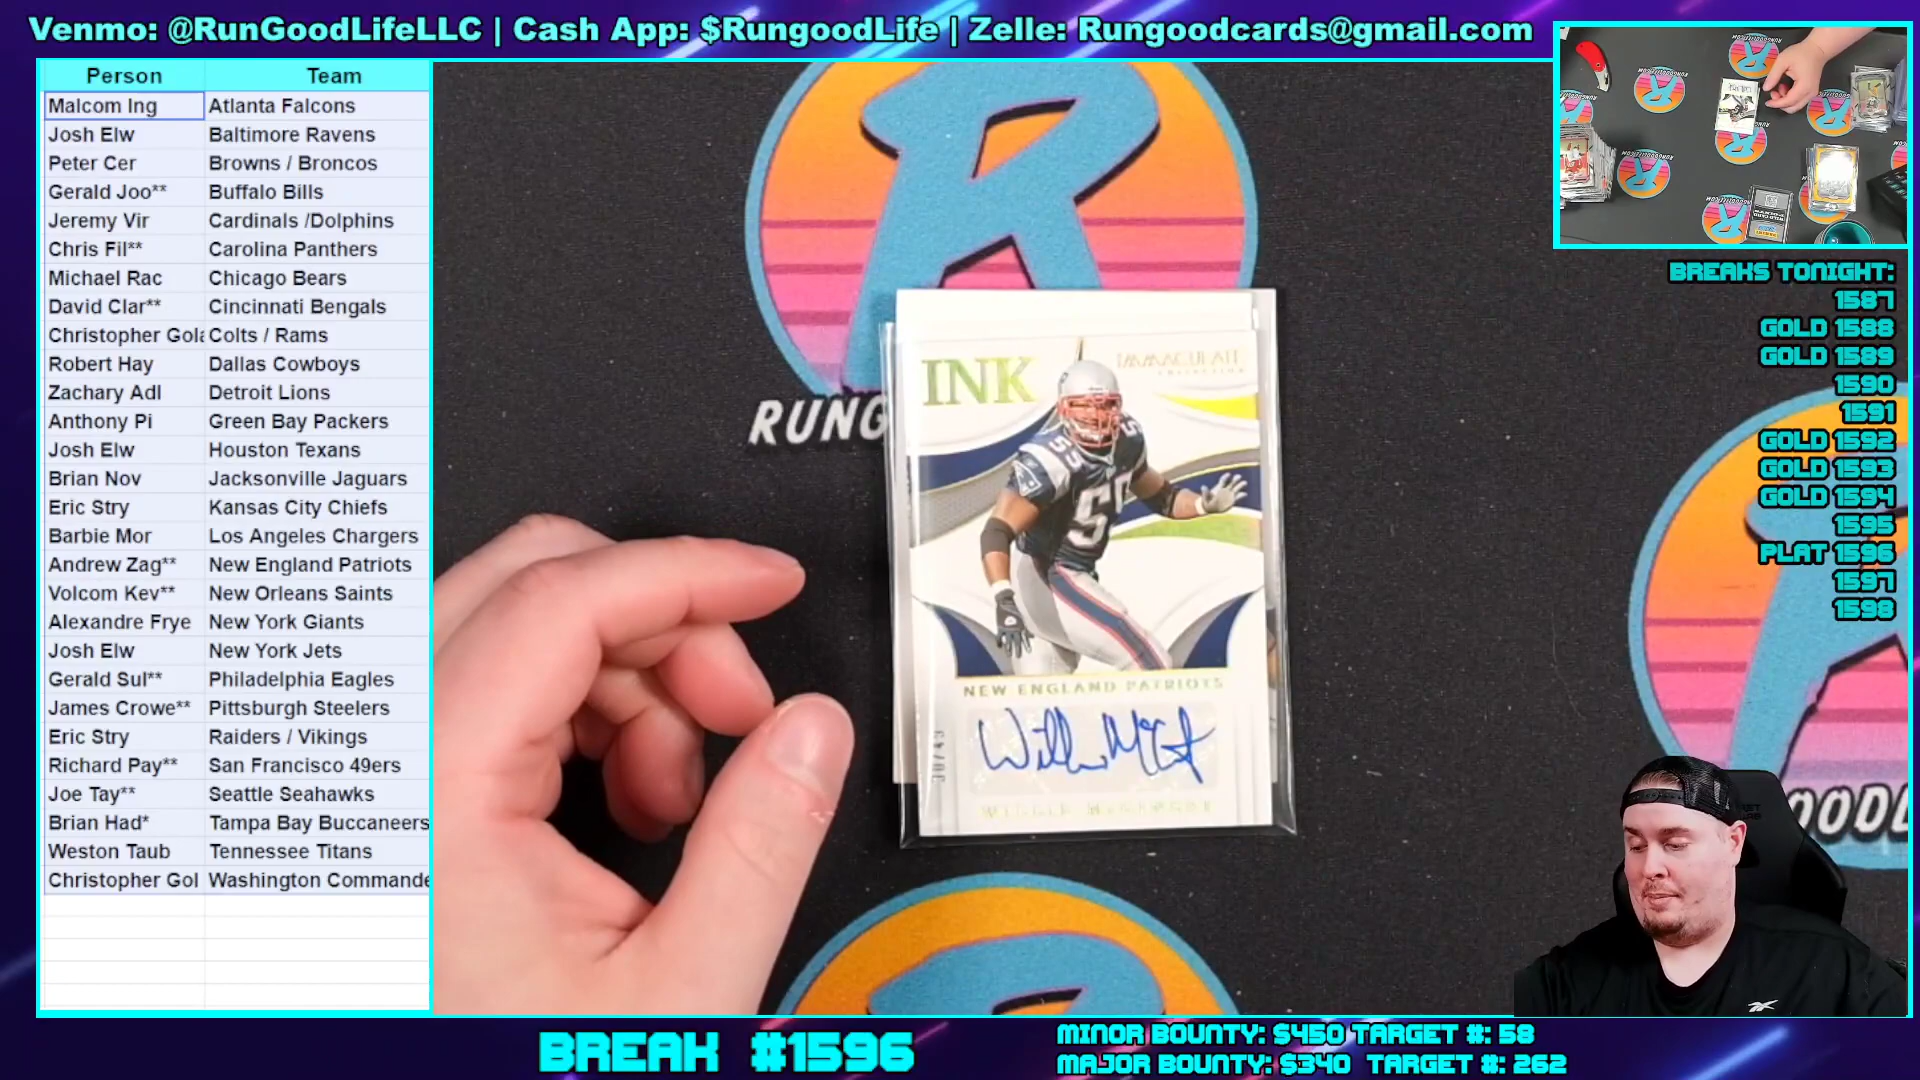 Venmo: @RunGoodLifeLLC | Cash App: $RungoodLife | Zelle: Rungoodcards@gmail.com
Person Team
Malcom Ing Atlanta Falcons
Josh Elw Baltimore Ravens
Peter Cer Browns / Broncos
Gerald Joo** Buffalo Bills
Jeremy Vir Cardinals /Dolphins
Chris Fil** Carolina Panthers
Michael Rac Chicago Bears
David Clar** Cincinnati Bengals
Christopher Gola Colts / Rams
Robert Hay Dallas Cowboys
Zachary Adl Detroit Lions
Anthony Pi Green Bay Packers
Josh Elw Houston Texans
Brian Nov Jacksonville Jaguars
Eric Stry Kansas City Chiefs
Barbie Mor Los Angeles Chargers
Andrew Zag** New England Patriots
Volcom Kev** New Orleans Saints
Alexandre Frye New York Giants
Josh Elw New York Jets
Gerald Sul** Philadelphia Eagles
James Crowe** Pittsburgh Steelers
Eric Stry Raiders / Vikings
Richard Pay** San Francisco 49ers
Joe Tay** Seattle Seahawks
Brian Had* Tampa Bay Buccaneers
Weston Taub Tennessee Titans
Christopher Gol Washington Commande
R
RUNG
INK
IMMACULATE
COLLECTION
55
NEW ENGLAND PATRIOTS
OODL
BREAKS TONIGHT:
1587
GOLD 1588
GOLD 1589
1590
1591
GOLD 1592
GOLD 1593
GOLD 1594
1595
PLAT 1596
1597
1598
BREAK #1596
MINOR BOUNTY: $450 TARGET #: 58
MAJOR BOUNTY: $340 TARGET #: 262